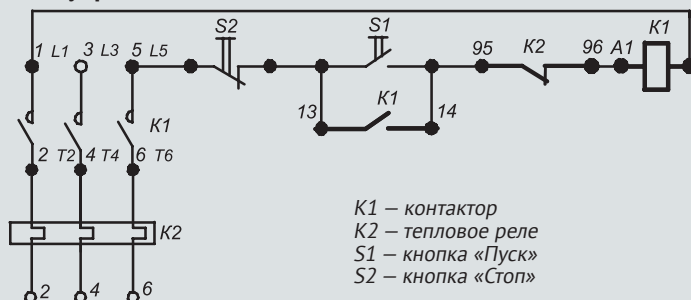 S2 S1 K1
1 L1 3 L3 5 L5 95 K2 96 A1
13 K1 14
K1
2 T2 4 T4 6 T6
K2
2 4 6
K1 – контактор
K2 – тепловое реле
S1 – кнопка «Пуск»
S2 – кнопка «Стоп»